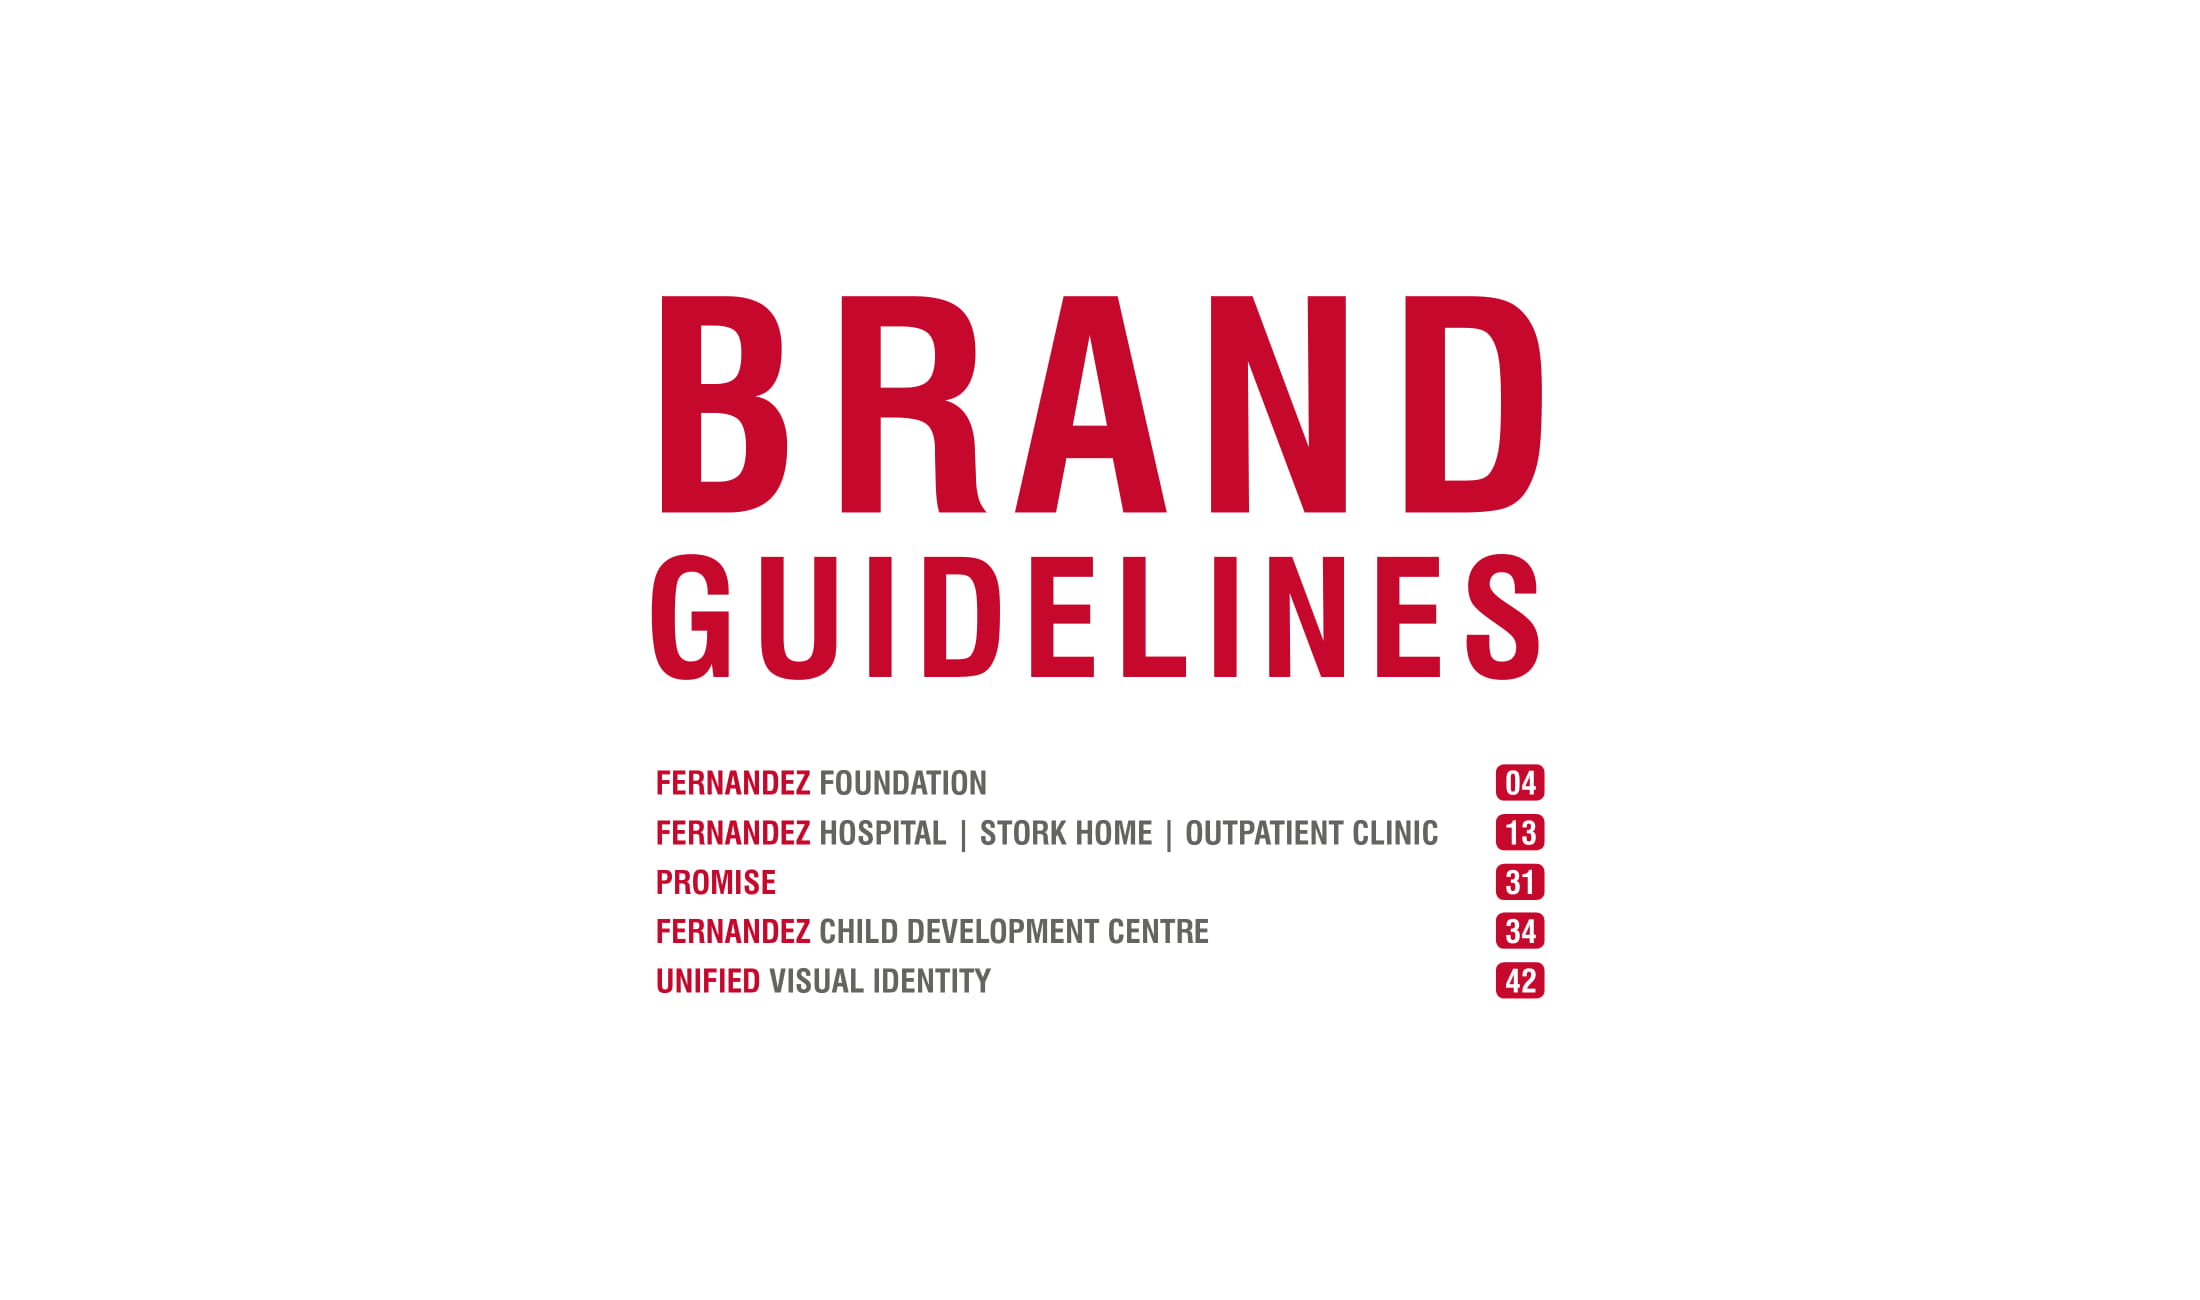 BRAND
GUIDELINES
FERNANDEZ FOUNDATION 04
FERNANDEZ HOSPITAL | STORK HOME | OUTPATIENT CLINIC 13
PROMISE 31
FERNANDEZ CHILD DEVELOPMENT CENTRE 34
UNIFIED VISUAL IDENTITY 42